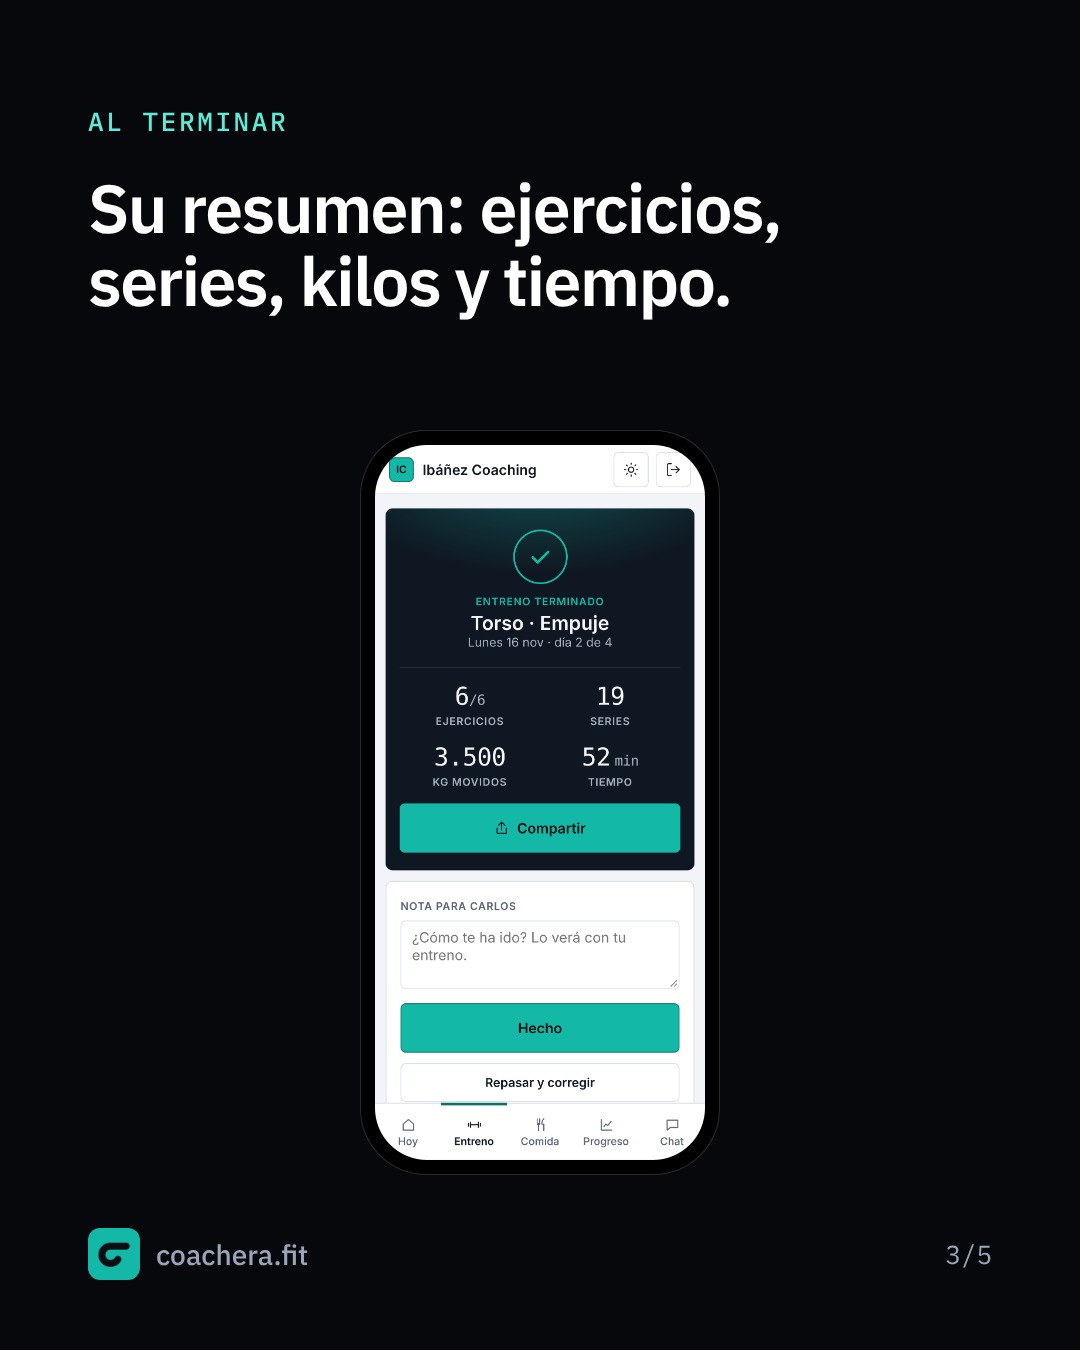 AL TERMINAR
Su resumen: ejercicios,
series, kilos y tiempo.
IC Ibáñez Coaching
ENTRENO TERMINADO
Torso · Empuje
Lunes 16 nov · día 2 de 4
6/6 19
EJERCICIOS SERIES
3.500 52 min
KG MOVIDOS TIEMPO
Compartir
NOTA PARA CARLOS
¿Cómo te ha ido? Lo verá con tu
entreno.
Hecho
Repasar y corregir
Hoy Entreno Comida Progreso Chat
coachera.fit 3/5